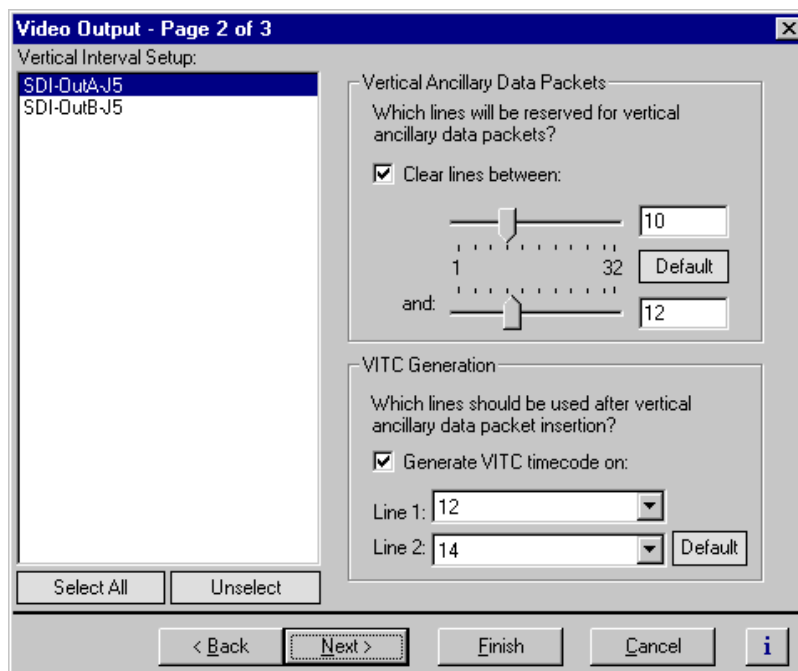 Video Output - Page 2 of 3
Vertical Interval Setup:
SDI-OutA-J5
SDI-OutB-J5
Select All
Unselect
Vertical Ancillary Data Packets
Which lines will be reserved for vertical
ancillary data packets?
Clear lines between:
10
1
32
Default
and:
12
VITC Generation
Which lines should be used after vertical
ancillary data packet insertion?
Generate VITC timecode on:
Line 1: 12
Line 2: 14
Default
< Back
Next >
Finish
Cancel
i